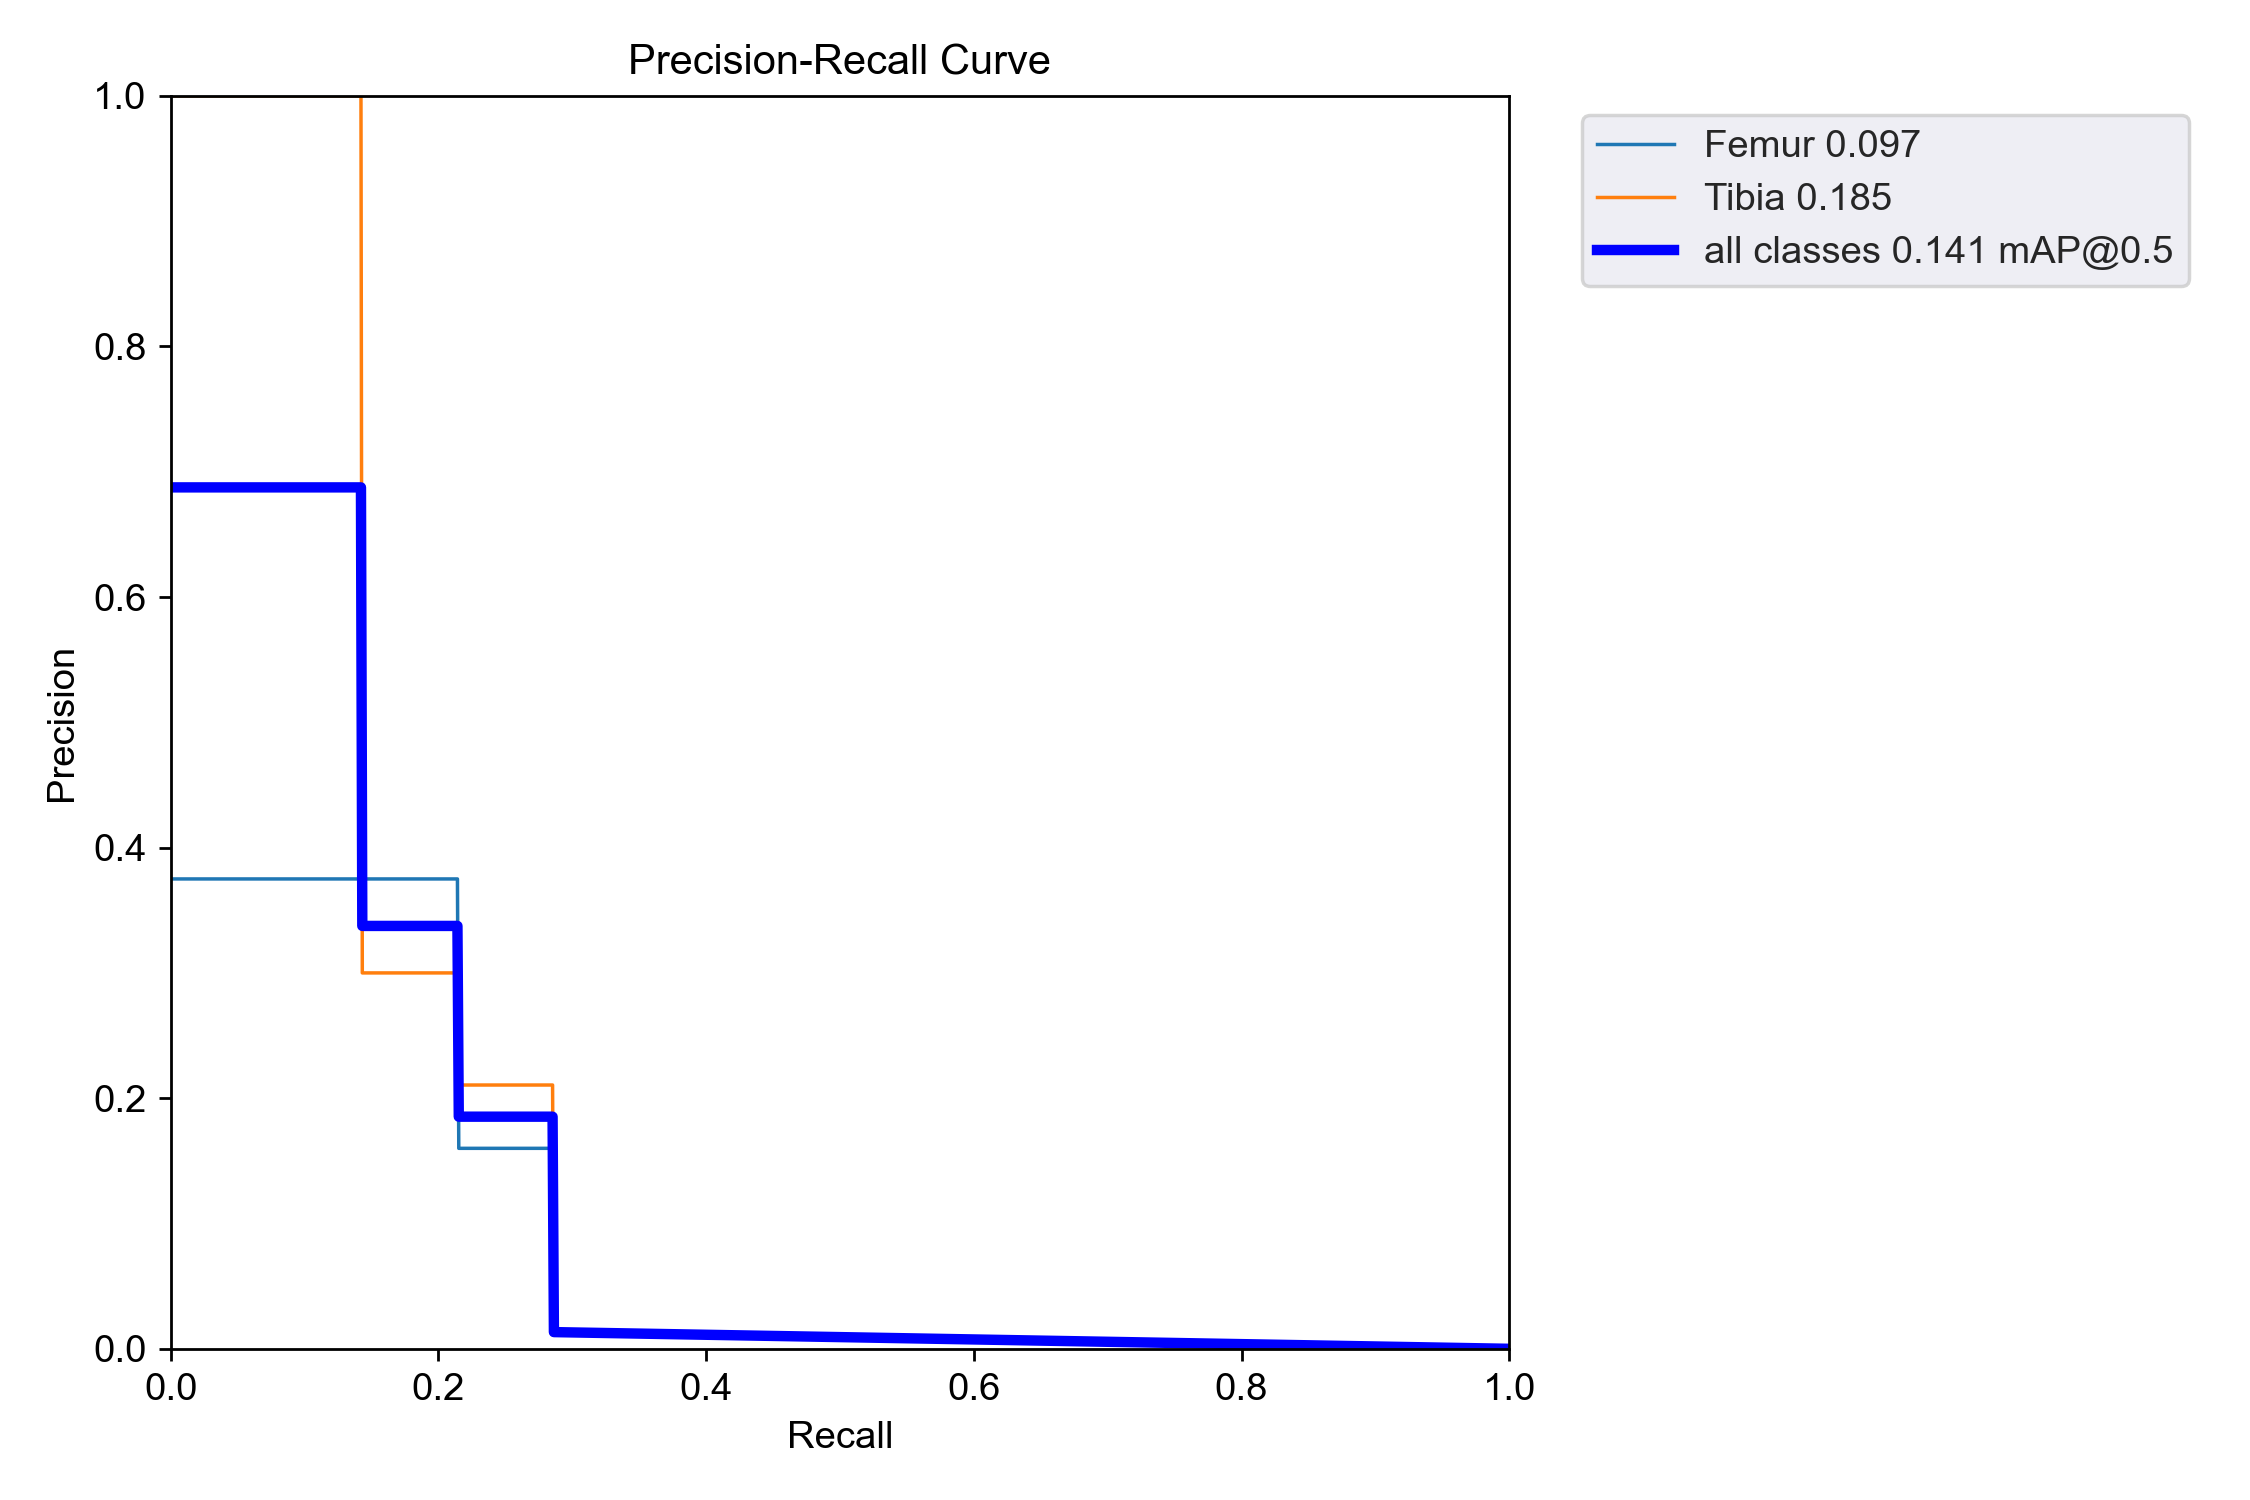 Precision-Recall Curve
1.0
0.8
0.6
0.4
0.2
0.0
Precision
0.0 0.2 0.4 0.6 0.8 1.0
Recall
Femur 0.097
Tibia 0.185
all classes 0.141 mAP@0.5